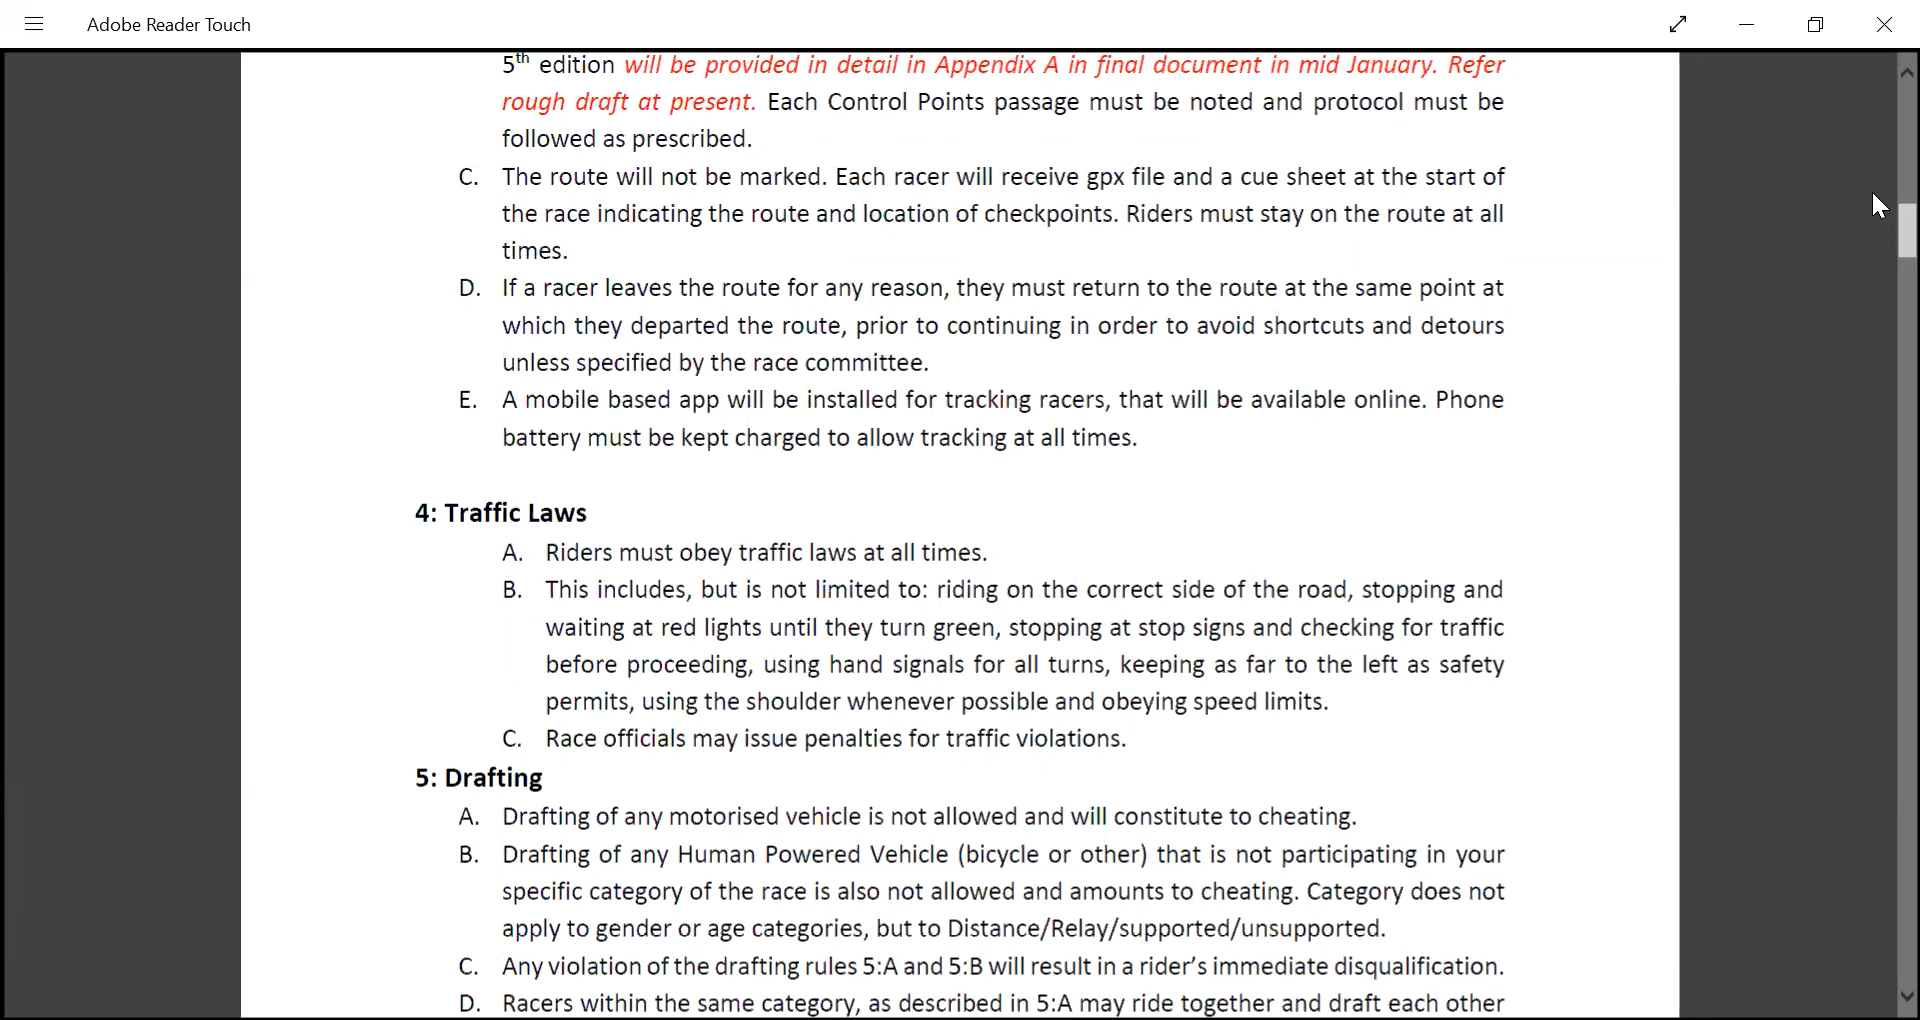 Adobe Reader Touch
5th edition will be provided in detail in Appendix A in final document in mid January. Refer
rough draft at present. Each Control Points passage must be noted and protocol must be
followed as prescribed.
C. The route will not be marked. Each racer will receive gpx file and a cue sheet at the start of
the race indicating the route and location of checkpoints. Riders must stay on the route at all
times.
D. If a racer leaves the route for any reason, they must return to the route at the same point at
which they departed the route, prior to continuing in order to avoid shortcuts and detours
unless specified by the race committee.
E. A mobile based app will be installed for tracking racers, that will be available online. Phone
battery must be kept charged to allow tracking at all times.
4: Traffic Laws
A. Riders must obey traffic laws at all times.
B. This includes, but is not limited to: riding on the correct side of the road, stopping and
waiting at red lights until they turn green, stopping at stop signs and checking for traffic
before proceeding, using hand signals for all turns, keeping as far to the left as safety
permits, using the shoulder whenever possible and obeying speed limits.
C. Race officials may issue penalties for traffic violations.
5: Drafting
A. Drafting of any motorised vehicle is not allowed and will constitute to cheating.
B. Drafting of any Human Powered Vehicle (bicycle or other) that is not participating in your
specific category of the race is also not allowed and amounts to cheating. Category does not
apply to gender or age categories, but to Distance/Relay/supported/unsupported.
C. Any violation of the drafting rules 5:A and 5:B will result in a rider's immediate disqualification.
D. Racers within the same category, as described in 5:A may ride together and draft each other